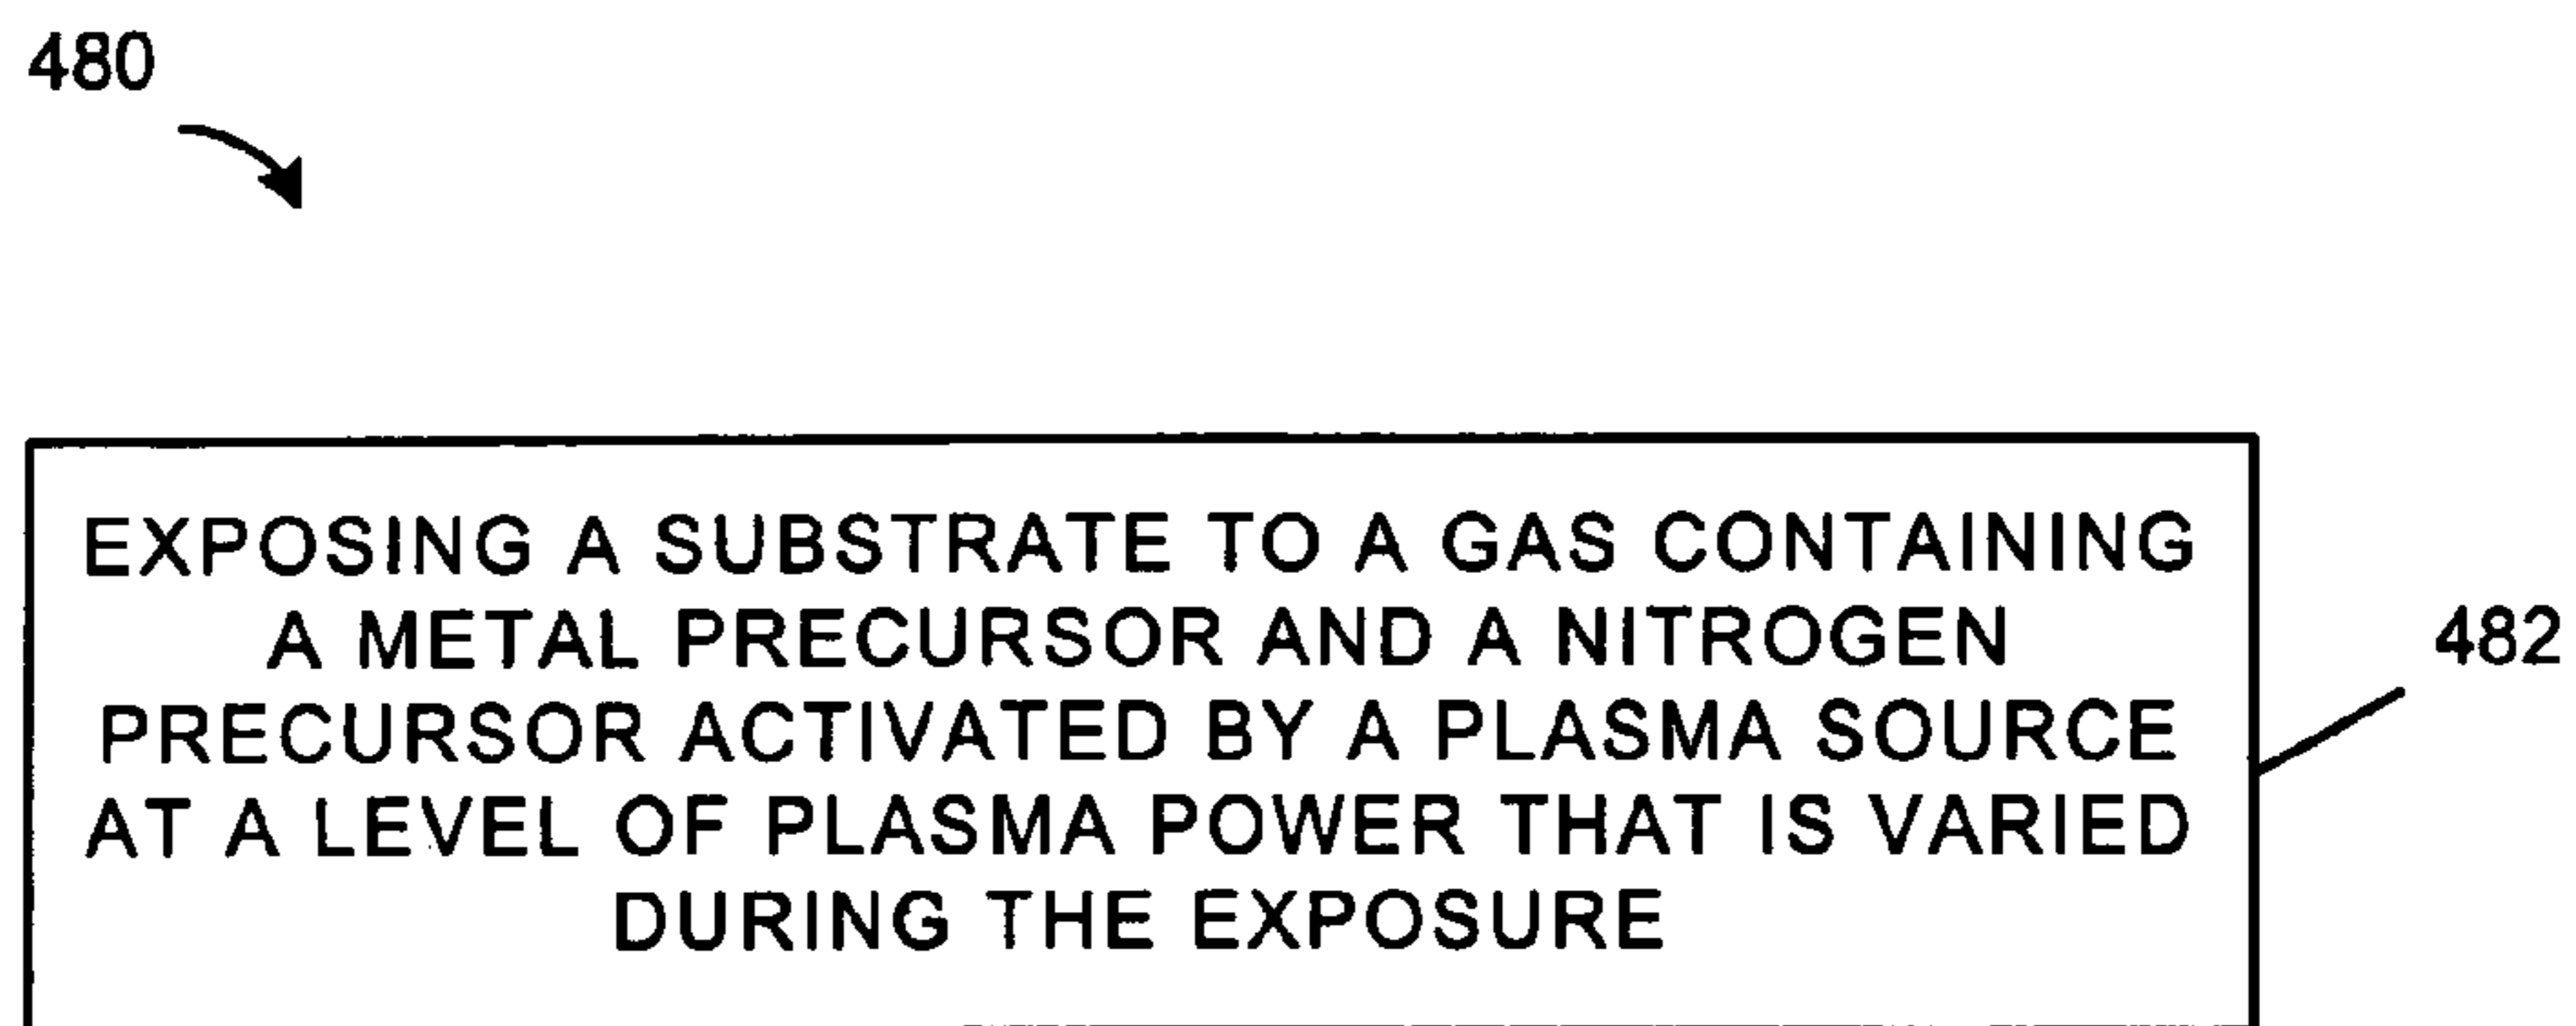 480
EXPOSING A SUBSTRATE TO A GAS CONTAINING
A METAL PRECURSOR AND A NITROGEN
PRECURSOR ACTIVATED BY A PLASMA SOURCE
AT A LEVEL OF PLASMA POWER THAT IS VARIED
DURING THE EXPOSURE
482